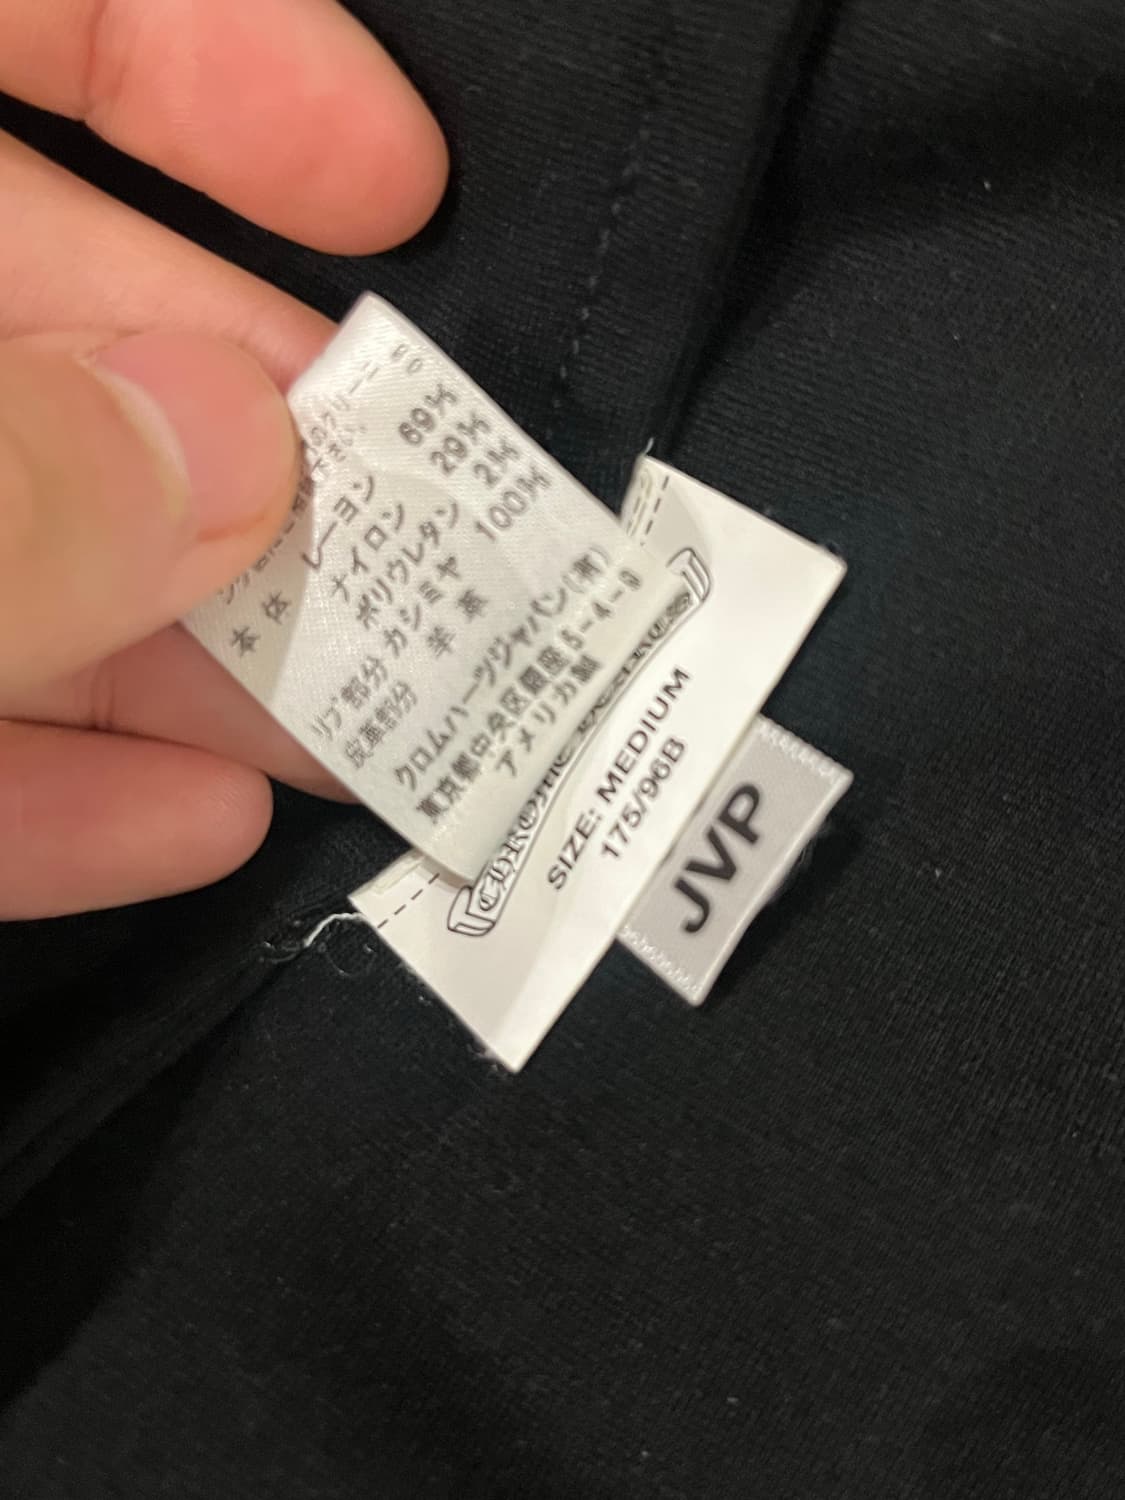 本体 レーヨン 69%
ナイロン 29%
ポリウレタン 2%
リブ部分 カシミヤ 100%
皮革部分 羊革
クロムハーツジャパン(有)
東京都中央区銀座5-4-9
アメリカ製
CHROME HEARTS
SIZE: MEDIUM
175/96B
JVP